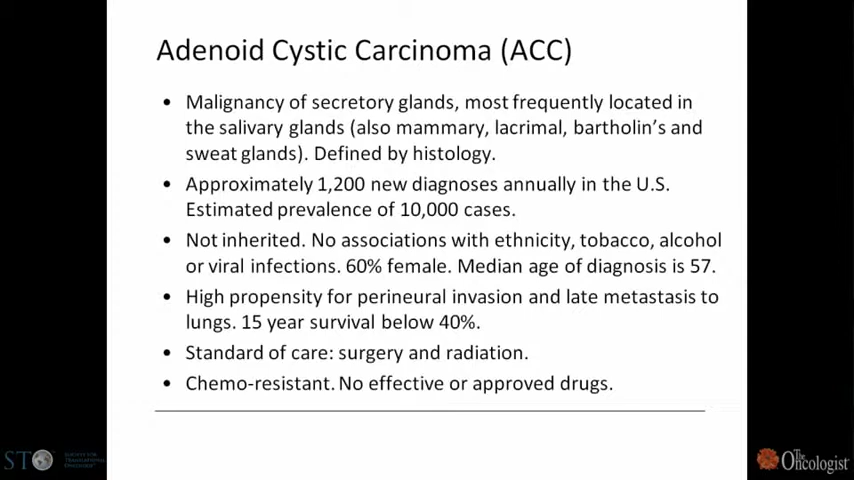 Adenoid Cystic Carcinoma (ACC)
• Malignancy of secretory glands, most frequently located in
the salivary glands (also mammary, lacrimal, bartholin's and
sweat glands). Defined by histology.
• Approximately 1,200 new diagnoses annually in the U.S.
Estimated prevalence of 10,000 cases.
• Not inherited. No associations with ethnicity, tobacco, alcohol
or viral infections. 60% female. Median age of diagnosis is 57.
• High propensity for perineural invasion and late metastasis to
lungs. 15 year survival below 40%.
• Standard of care: surgery and radiation.
• Chemo-resistant. No effective or approved drugs.
The
Oncologist